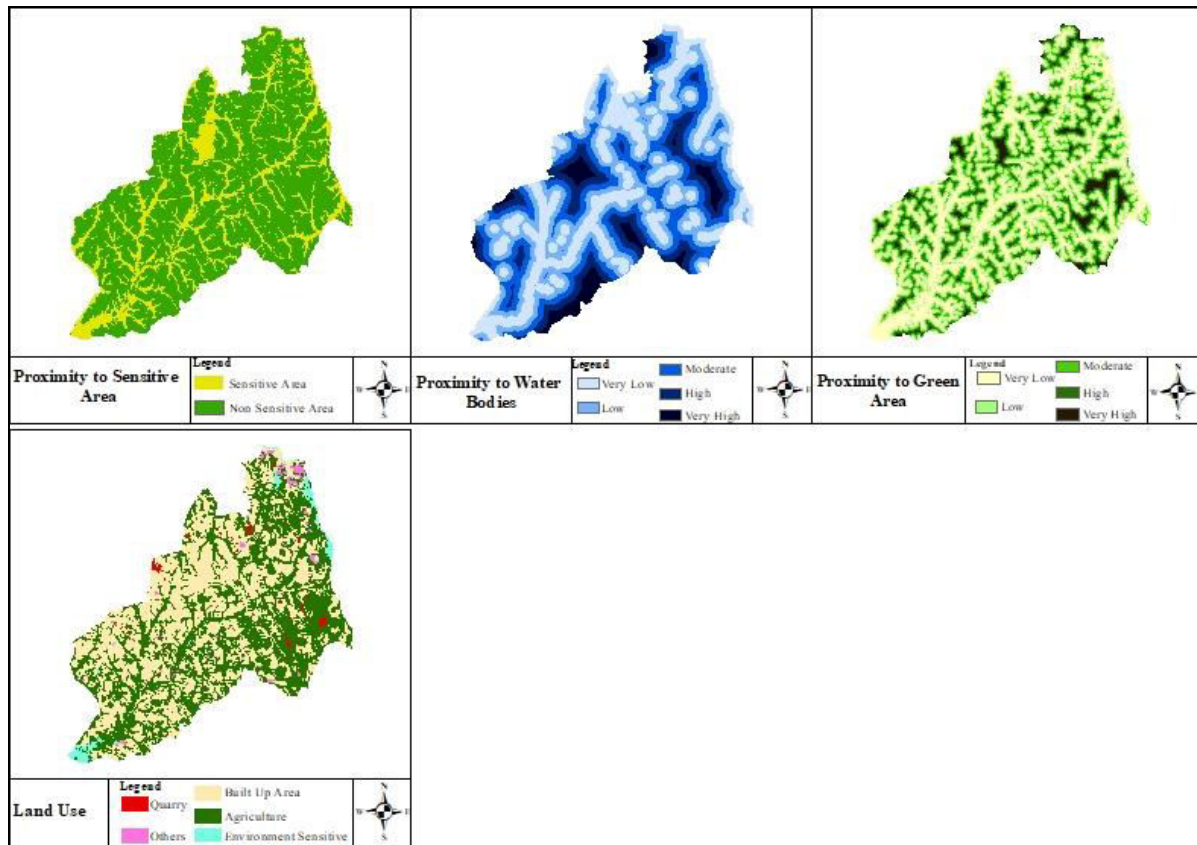 Proximity to Sensitive
Area
Legend
Sensitive Area
Non Sensitive Area
N
W
E
S
Proximity to Water
Bodies
Legend
Very Low
Low
Moderate
High
Very High
N
W
E
S
Proximity to Green
Area
Legend
Very Low
Low
Moderate
High
Very High
N
W
E
S
Land Use
Legend
Quarry
Others
Built Up Area
Agriculture
Environment Sensitive
N
W
E
S